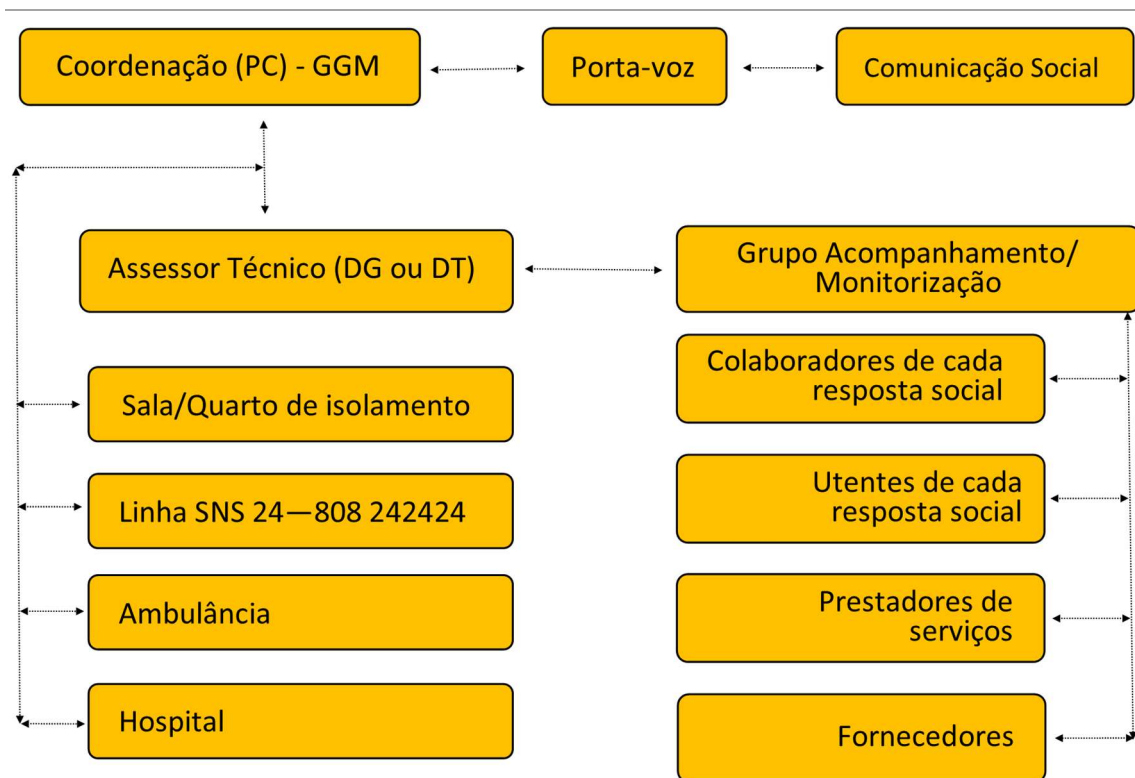 Coordenação (PC) - GGM
Porta-voz
Comunicação Social
Assessor Técnico (DG ou DT)
Grupo Acompanhamento/
Monitorização
Sala/Quarto de isolamento
Linha SNS 24—808 242424
Ambulância
Hospital
Colaboradores de cada
resposta social
Utentes de cada
resposta social
Prestadores de
serviços
Fornecedores